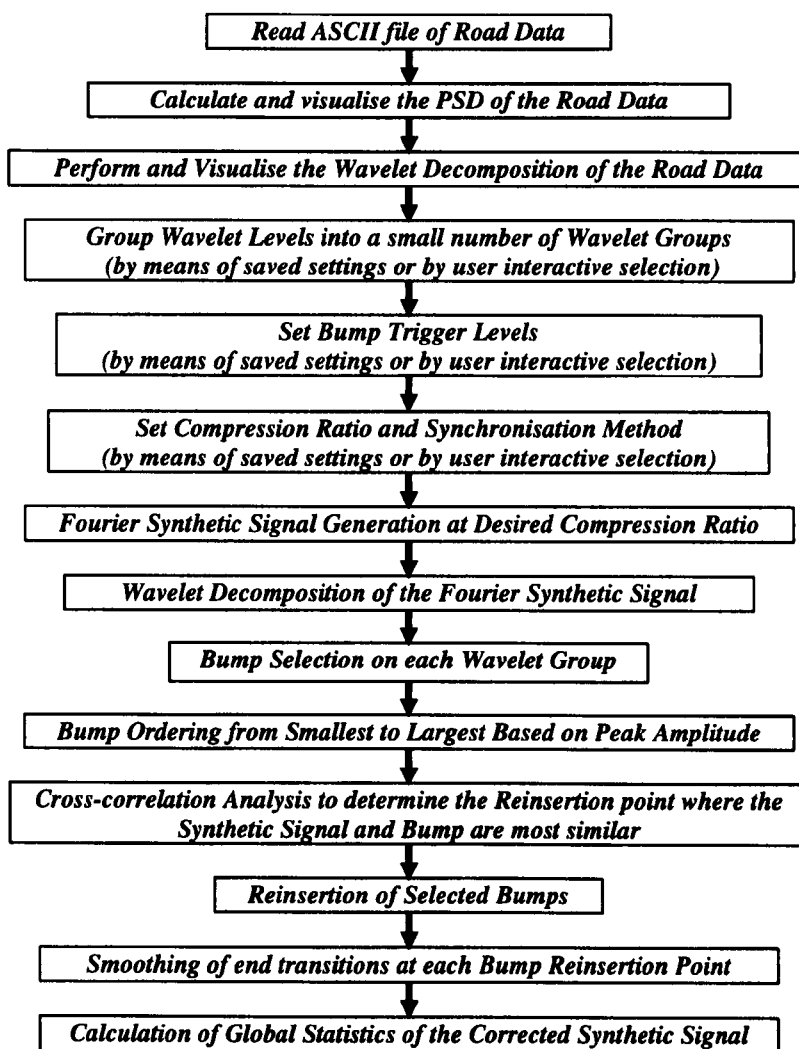 Read ASCII file of Road Data
Calculate and visualise the PSD of the Road Data
Perform and Visualise the Wavelet Decomposition of the Road Data
Group Wavelet Levels into a small number of Wavelet Groups
(by means of saved settings or by user interactive selection)
Set Bump Trigger Levels
(by means of saved settings or by user interactive selection)
Set Compression Ratio and Synchronisation Method
(by means of saved settings or by user interactive selection)
Fourier Synthetic Signal Generation at Desired Compression Ratio
Wavelet Decomposition of the Fourier Synthetic Signal
Bump Selection on each Wavelet Group
Bump Ordering from Smallest to Largest Based on Peak Amplitude
Cross-correlation Analysis to determine the Reinsertion point where the
Synthetic Signal and Bump are most similar
Reinsertion of Selected Bumps
Smoothing of end transitions at each Bump Reinsertion Point
Calculation of Global Statistics of the Corrected Synthetic Signal